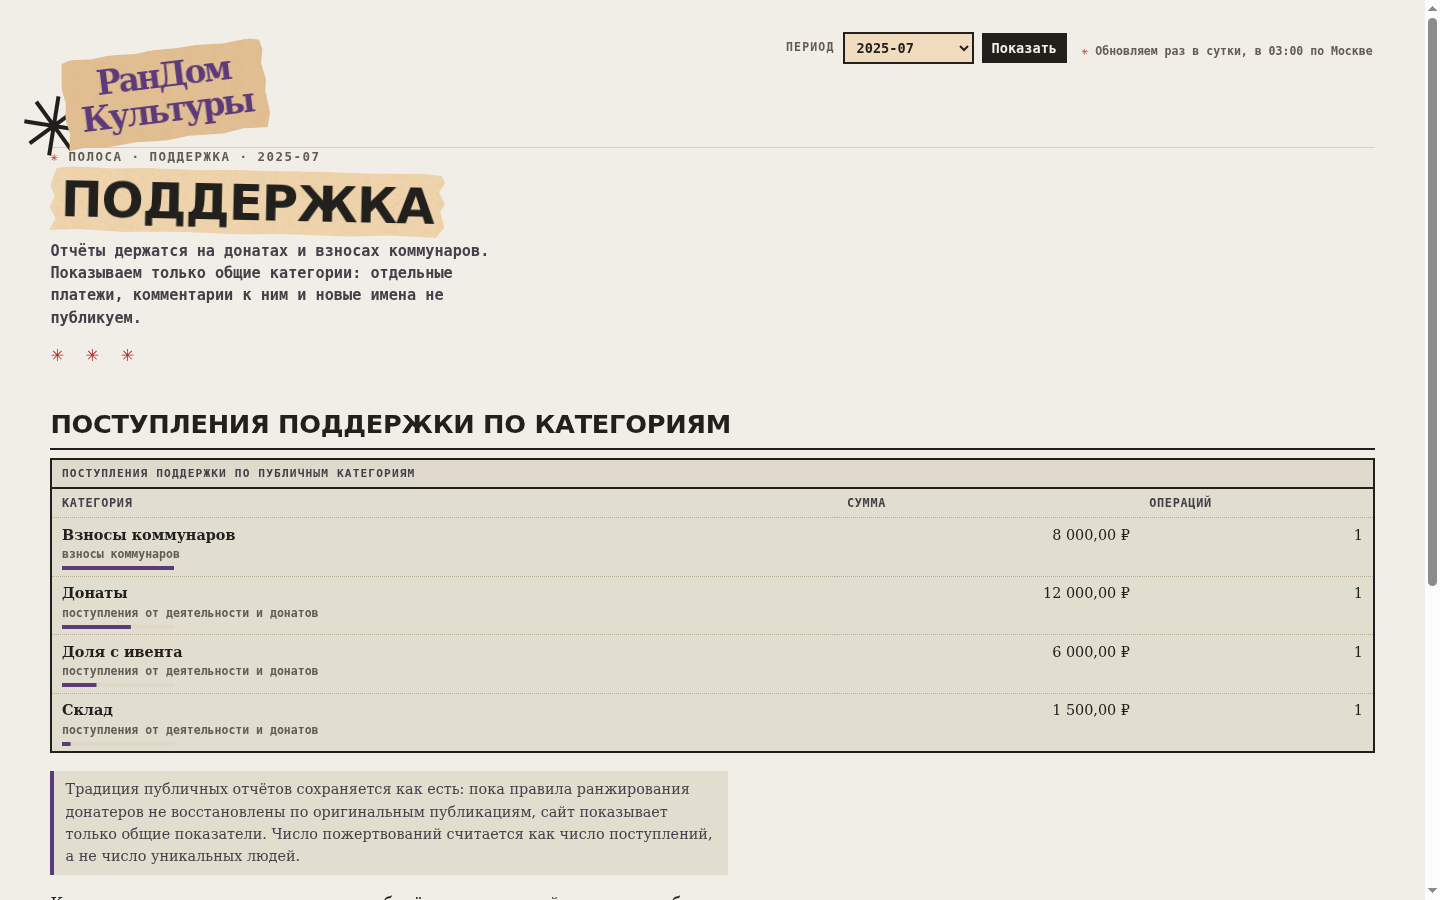 РанДом
Культуры
ПЕРИОД
2025-07
Показать
✳ Обновляем раз в сутки, в 03:00 по Москве
✳ ПОЛОСА · ПОДДЕРЖКА · 2025-07
ПОДДЕРЖКА
Отчёты держатся на донатах и взносах коммунаров.
Показываем только общие категории: отдельные
платежи, комментарии к ним и новые имена не
публикуем.
✳ ✳ ✳
ПОСТУПЛЕНИЯ ПОДДЕРЖКИ ПО КАТЕГОРИЯМ
ПОСТУПЛЕНИЯ ПОДДЕРЖКИ ПО ПУБЛИЧНЫМ КАТЕГОРИЯМ
КАТЕГОРИЯ СУММА ОПЕРАЦИЙ
Взносы коммунаров 8 000,00 ₽ 1
взносы коммунаров
Донаты 12 000,00 ₽ 1
поступления от деятельности и донатов
Доля с ивента 6 000,00 ₽ 1
поступления от деятельности и донатов
Склад 1 500,00 ₽ 1
поступления от деятельности и донатов
Традиция публичных отчётов сохраняется как есть: пока правила ранжирования
донатеров не восстановлены по оригинальным публикациям, сайт показывает
только общие показатели. Число пожертвований считается как число поступлений,
а не число уникальных людей.